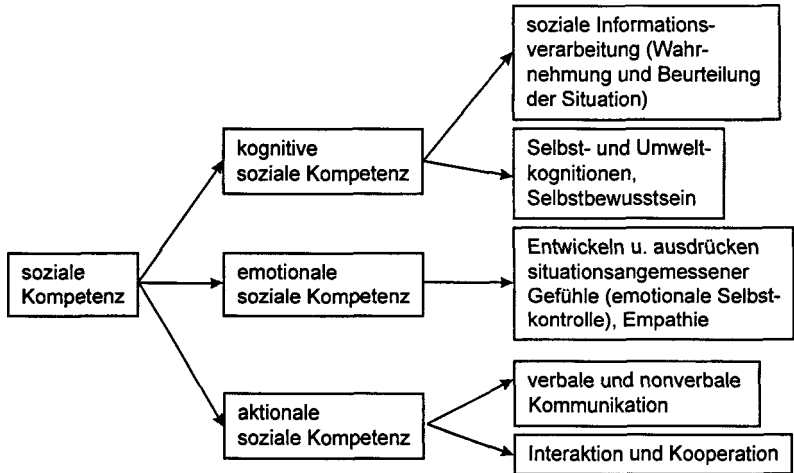 soziale
Kompetenz
kognitive
soziale Kompetenz
soziale Informations-
verarbeitung (Wahr-
nehmung und Beurteilung
der Situation)
Selbst- und Umwelt-
kognitionen,
Selbstbewusstsein
emotionale
soziale Kompetenz
Entwickeln u. ausdrücken
situationsangemessener
Gefühle (emotionale Selbst-
kontrolle), Empathie
aktionale
soziale Kompetenz
verbale und nonverbale
Kommunikation
Interaktion und Kooperation